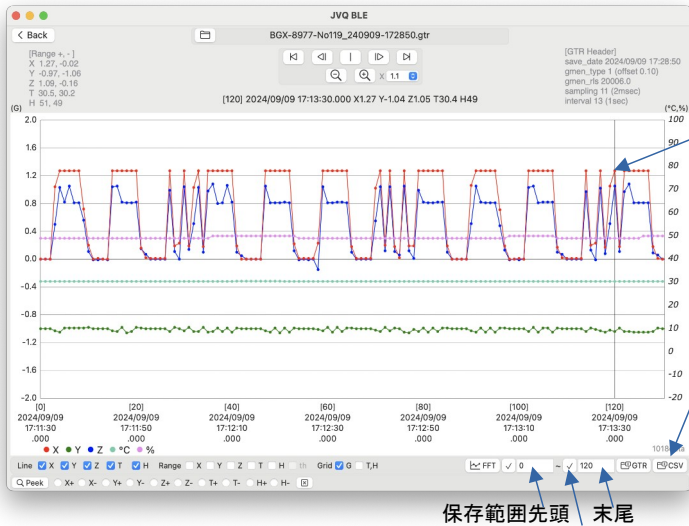 JVQ BLE
< Back
BGX-8977-No119_240909-172850.gtr
[Range +, - ]
X 1.27, -0.02
Y -0.97, -1.06
Z 1.09, -0.16
T 30.5, 30.2
H 51, 49
x 1.1
[GTR Header]
save_date 2024/09/09 17:28:50
gmen_type 1 (offset 0.10)
gmen_rls 20006.0
sampling 11 (2msec)
interval 13 (1sec)
[120] 2024/09/09 17:13:30.000 X1.27 Y-1.04 Z1.05 T30.4 H49
(G)
(°C,%)
2.0
1.6
1.2
0.8
0.4
0.0
-0.4
-0.8
-1.2
-1.6
-2.0
100
90
80
70
60
50
40
30
20
10
0
-10
-20
[0] [20] [40] [60] [80] [100] [120]
2024/09/09 2024/09/09 2024/09/09 2024/09/09 2024/09/09 2024/09/09 2024/09/09
17:11:30 17:11:50 17:12:10 17:12:30 17:12:50 17:13:10 17:13:30
.000 .000 .000 .000 .000 .000 .000
X Y Z °C %
Line X Y Z T H Range X Y Z T H th Grid G T,H
FFT 0 ~ 120 GTR CSV
Peek X+ X- Y+ Y- Z+ Z- T+ T- H+ H-
保存範囲先頭 末尾